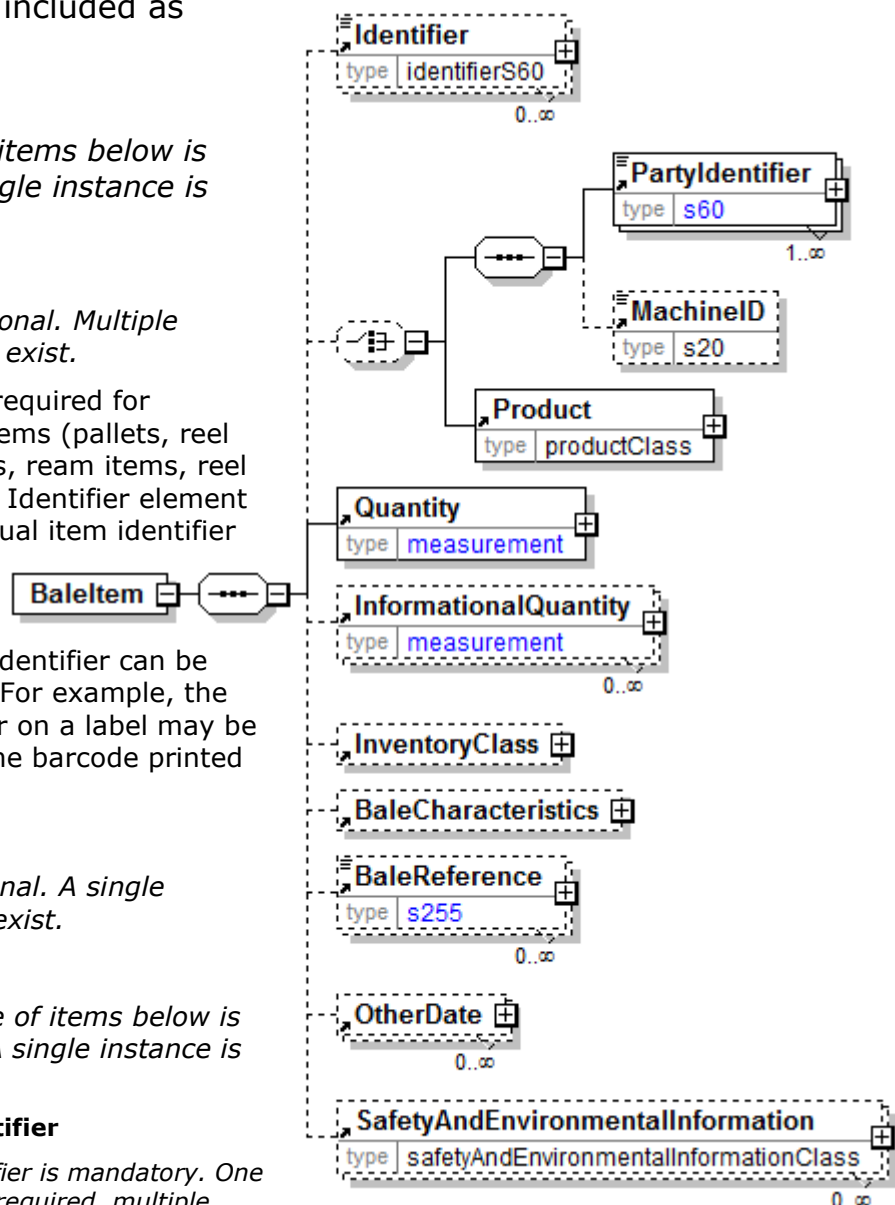 included as
items below is
gle instance is
onal. Multiple
exist.
required for
ems (pallets, reel
s, ream items, reel
Identifier element
ual item identifier
dentifier can be
For example, the
r on a label may be
he barcode printed
nal. A single
exist.
e of items below is
A single instance is
tifier
fier is mandatory. One
required, multiple
Identifier
type identifierS60
0..∞
PartyIdentifier
type s60
1..∞
MachineID
type s20
Product
type productClass
BaleItem
Quantity
type measurement
InformationalQuantity
type measurement
0..∞
InventoryClass
BaleCharacteristics
BaleReference
type s255
0..∞
OtherDate
0..∞
SafetyAndEnvironmentalInformation
type safetyAndEnvironmentalInformationClass
0..∞